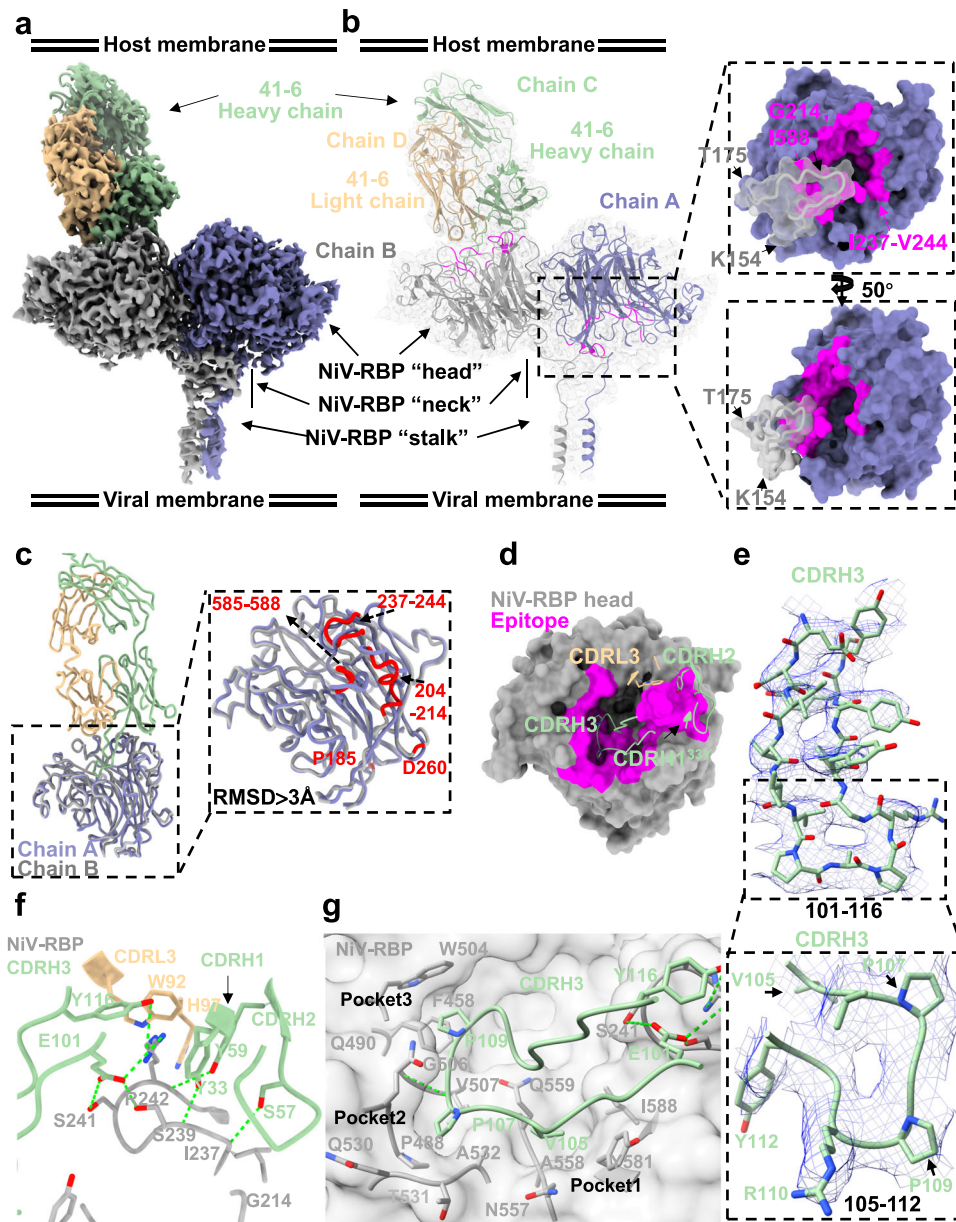 a
Host membrane
b
Host membrane
41-6
Heavy chain
Chain C
Chain D
41-6
Heavy chain
41-6
Light chain
Chain A
Chain B
NiV-RBP “head”
NiV-RBP “neck”
NiV-RBP “stalk”
Viral membrane
Viral membrane
G214,
I588
T175
I237-V244
K154
50°
T175
K154
c
585-588
237-244
204
-214
P185
D260
RMSD>3Å
Chain A
Chain B
d
NiV-RBP head
Epitope
CDRL3
CDRH2
CDRH3
e
CDRH3
101-116
CDRH3
P107
V105
Y112
R110
P109
105-112
f
NiV-RBP
CDRH3
CDRL3
CDRH1
W92
Y116
H97
CDRH2
E101
Y59
Y33
R242
S57
S241
S239
I237
G214
g
NiV-RBP
W504
CDRH3
Y116
Pocket3
F458
S241
P109
Q490
E101
G506
V507
Q559
I588
Pocket2
P107
V105
Q530
P488
A532
A558
Y581
T531
N557
Pocket1